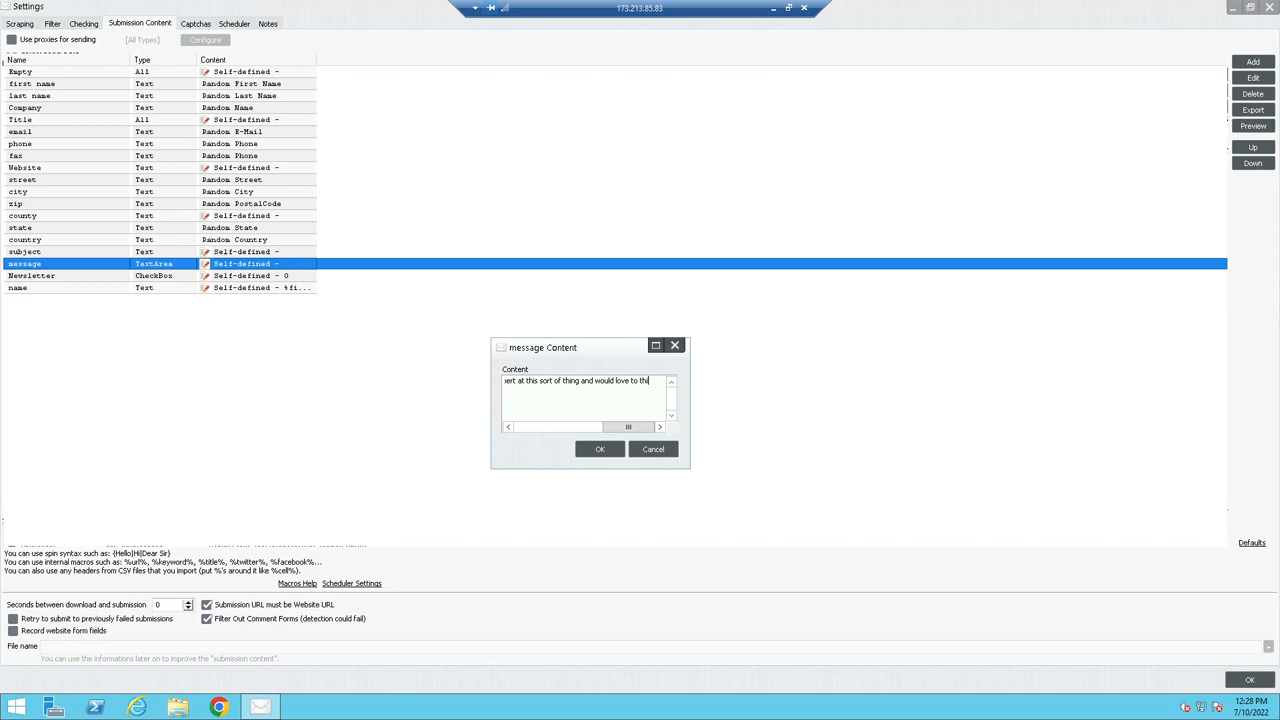 Settings
173.213.85.83
Scraping Filter Checking Submission Content Captchas Scheduler Notes
Use proxies for sending [All Types] Configure
Name Type Content
Empty All Self-defined -
first name Text Random First Name
last name Text Random Last Name
Company Text Random Name
Title All Self-defined -
email Text Random E-Mail
phone Text Random Phone
fax Text Random Phone
Website Text Self-defined -
street Text Random Street
city Text Random City
zip Text Random PostalCode
county Text Self-defined -
state Text Random State
country Text Random Country
subject Text Self-defined -
message TextArea Self-defined -
Newsletter CheckBox Self-defined - 0
name Text Self-defined - %fi...
Add
Edit
Delete
Export
Preview
Up
Down
message Content
Content
pert at this sort of thing and would love to thi
OK Cancel
Defaults
You can use spin syntax such as: {Hello|Hi|Dear Sir}
You can use internal macros such as: %url%, %keyword%, %title%, %twitter%, %facebook%...
You can also use any headers from CSV files that you import (put %'s around it like %cell%).
Macros Help Scheduler Settings
Seconds between download and submission 0 Submission URL must be Website URL
Retry to submit to previously failed submissions Filter Out Comment Forms (detection could fail)
Record website form fields
File name
You can use the informations later on to improve the "submission content".
OK
12:28 PM
7/10/2022